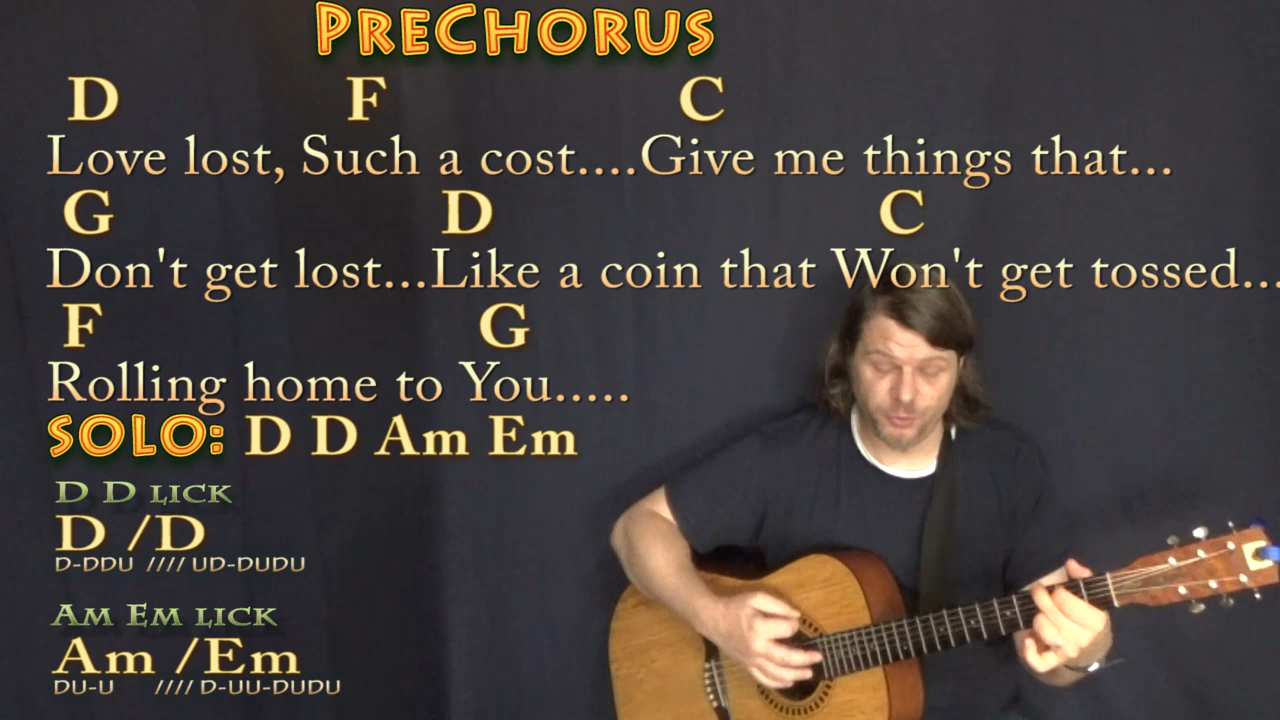 PreChorus
D F C
Love lost, Such a cost....Give me things that...
G D C
Don't get lost...Like a coin that Won't get tossed...
F G
Rolling home to You.....
SOLO: D D Am Em
D D LICK
D /D
D-DDU //// UD-DUDU
Am Em LICK
Am /Em
DU-U //// D-UU-DUDU